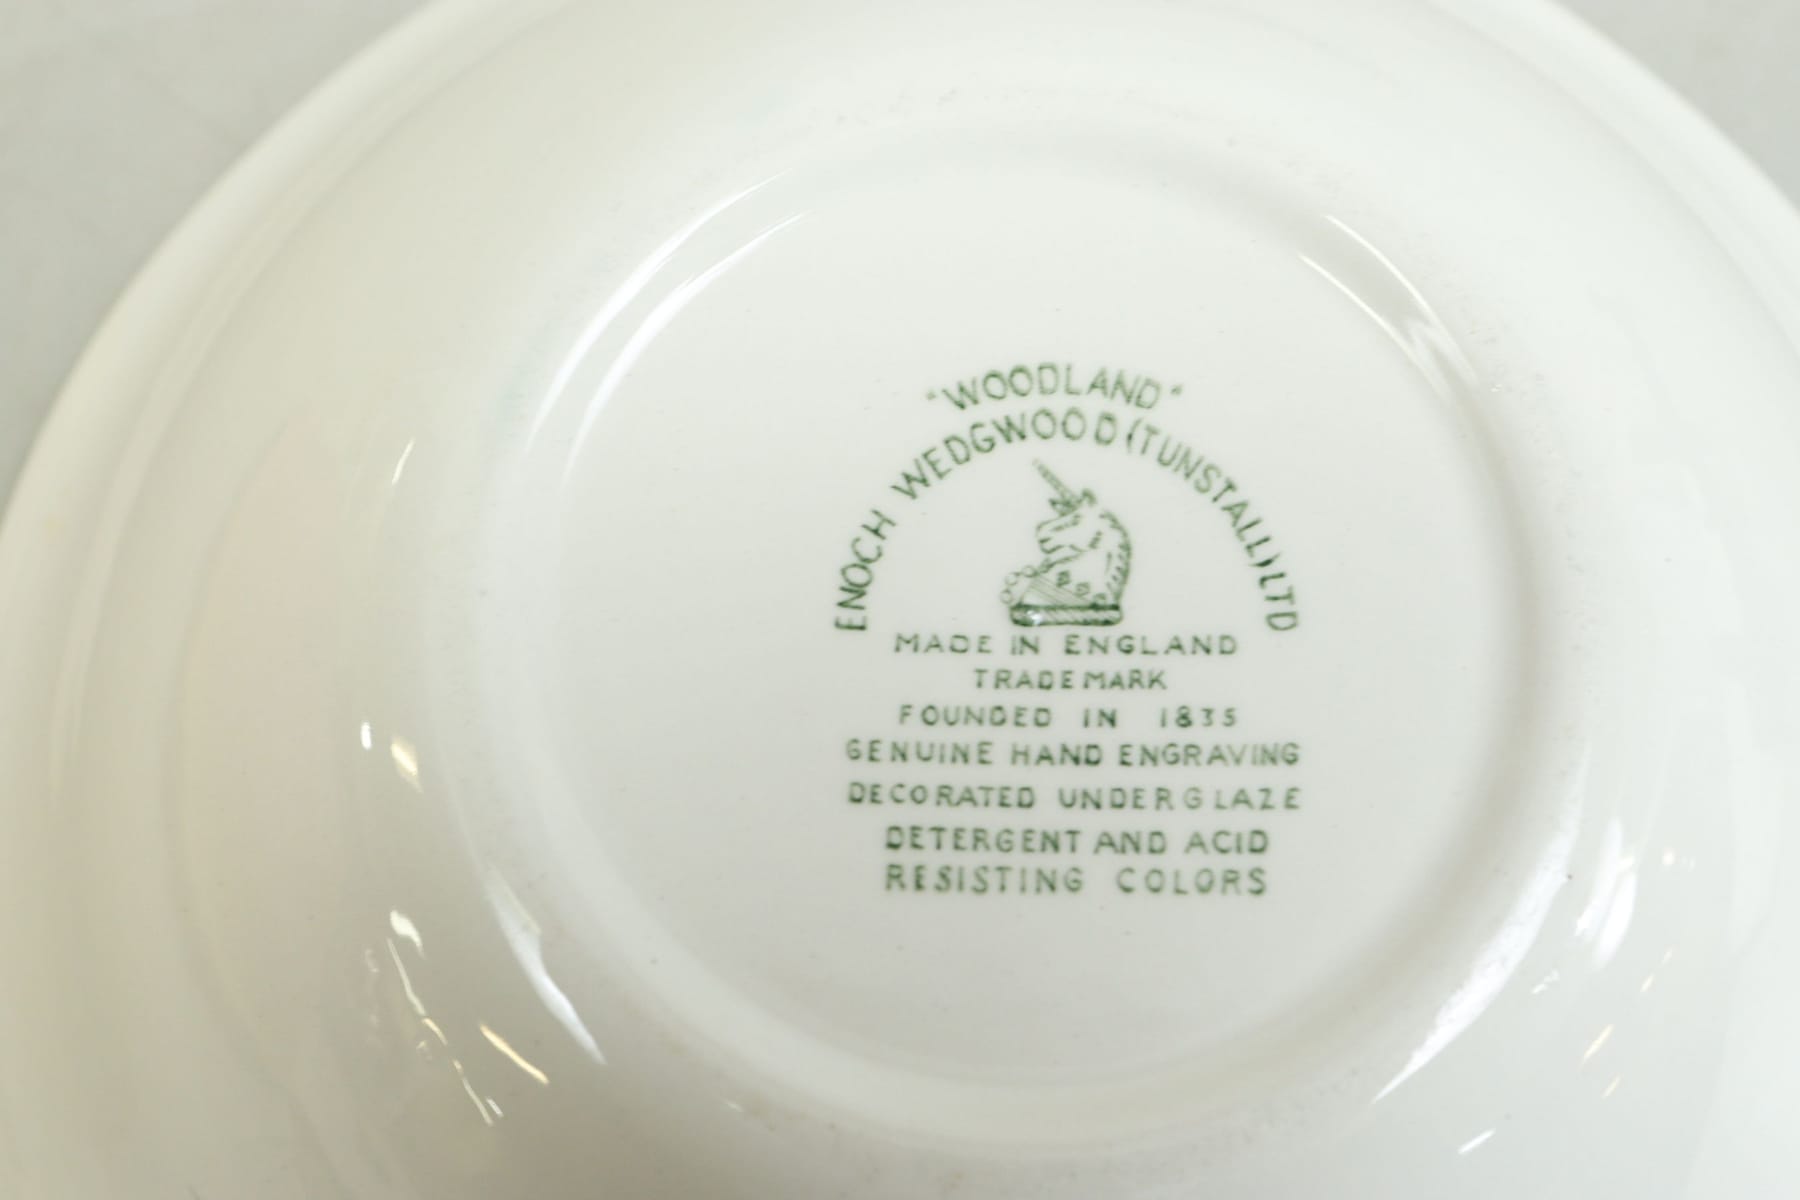 "WOODLAND"
ENOCH WEDGWOOD (TUNSTALL) LTD
MADE IN ENGLAND
TRADEMARK
FOUNDED IN 1835
GENUINE HAND ENGRAVING
DECORATED UNDERGLAZE
DETERGENT AND ACID
RESISTING COLORS